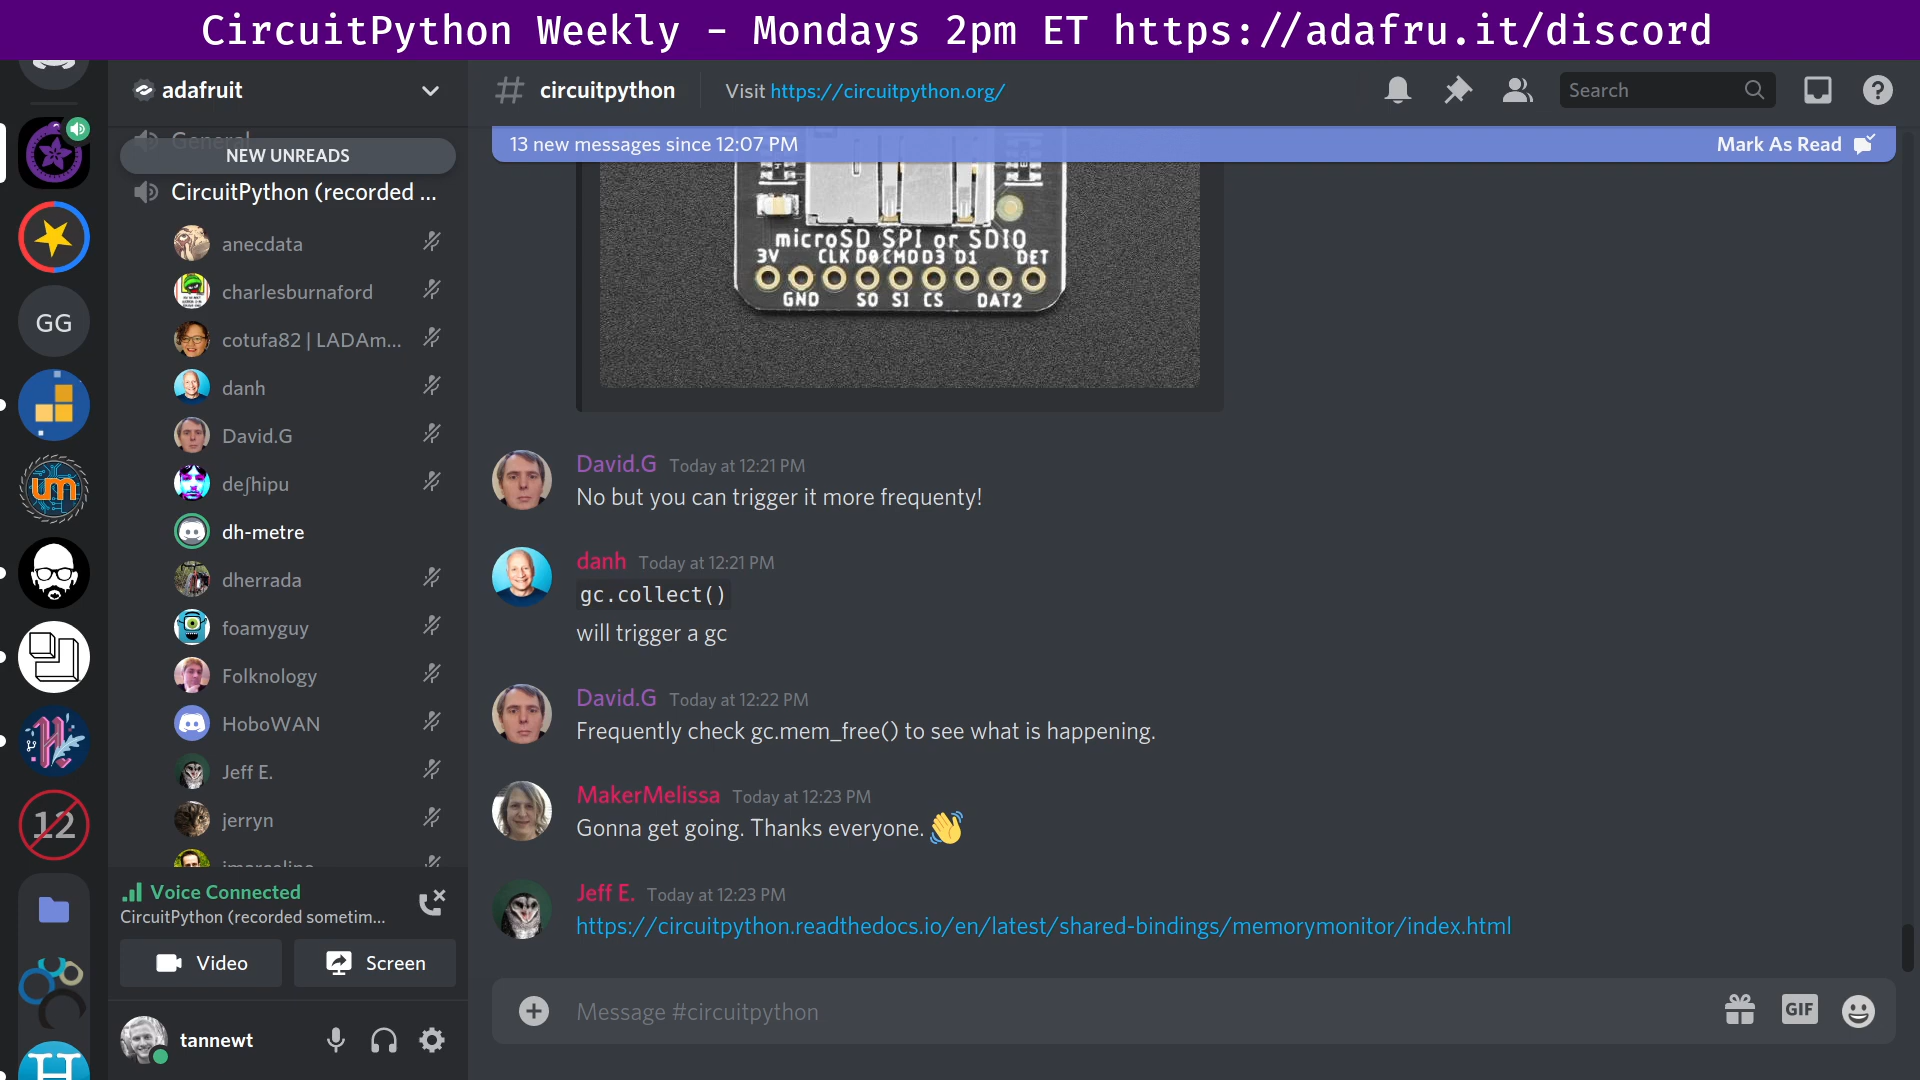 CircuitPython Weekly – Mondays 2pm ET https://adafru.it/discord
adafruit
circuitpython
Visit https://circuitpython.org/
Search
General
NEW UNREADS
13 new messages since 12:07 PM
Mark As Read
CircuitPython (recorded ...
anecdata
charlesburnaford
cotufa82 | LADAm...
danh
David.G
deʃhipu
dh-metre
dherrada
foamyguy
Folknology
HoboWAN
Jeff E.
jerryn
jmarcelino
GG
um
12
H
Voice Connected
CircuitPython (recorded sometim...
Video
Screen
tannewt
microSD SPI or SDIO
3V CLK D0 CMD D3 D1 DET
GND SO SI CS DAT2
David.G Today at 12:21 PM
No but you can trigger it more frequenty!
danh Today at 12:21 PM
gc.collect()
will trigger a gc
David.G Today at 12:22 PM
Frequently check gc.mem_free() to see what is happening.
MakerMelissa Today at 12:23 PM
Gonna get going. Thanks everyone. 👋
Jeff E. Today at 12:23 PM
https://circuitpython.readthedocs.io/en/latest/shared-bindings/memorymonitor/index.html
Message #circuitpython
GIF